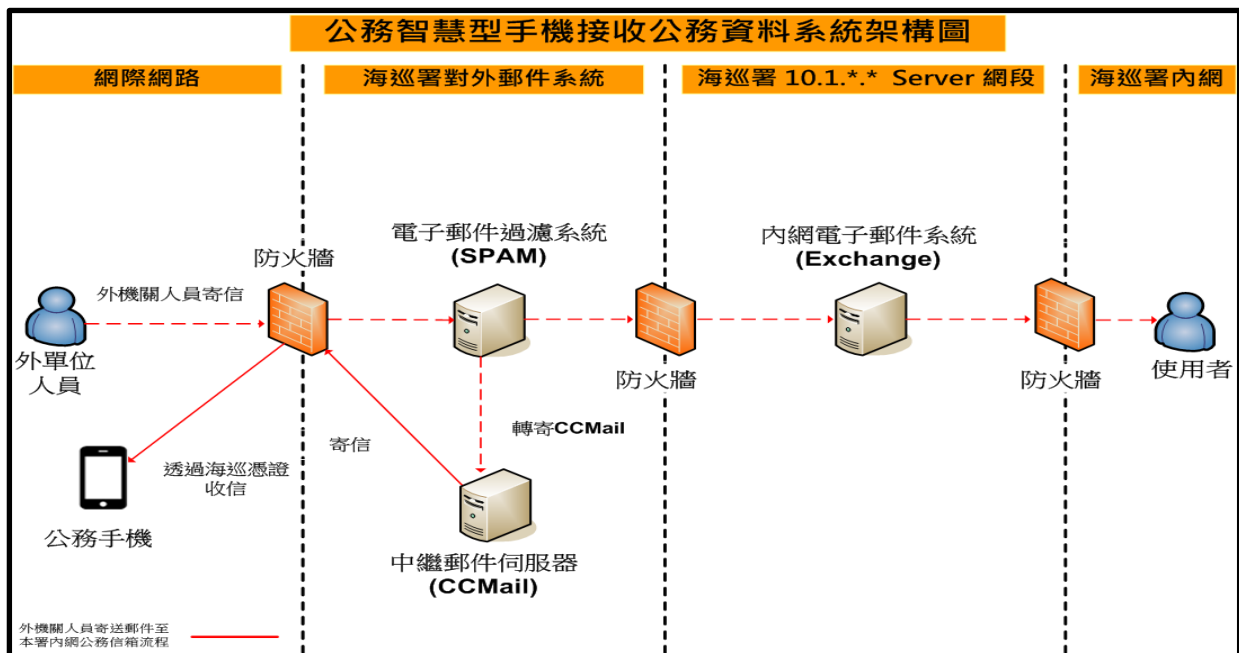 公務智慧型手機接收公務資料系統架構圖
網際網路
海巡署對外郵件系統
海巡署 10.1.*.* Server 網段
海巡署內網
電子郵件過濾系統
(SPAM)
內網電子郵件系統
(Exchange)
防火牆
外機關人員寄信
外單位
人員
防火牆
防火牆
使用者
轉寄CCMail
寄信
透過海巡憑證
收信
公務手機
中繼郵件伺服器
(CCMail)
外機關人員寄送郵件至
本署內網公務信箱流程